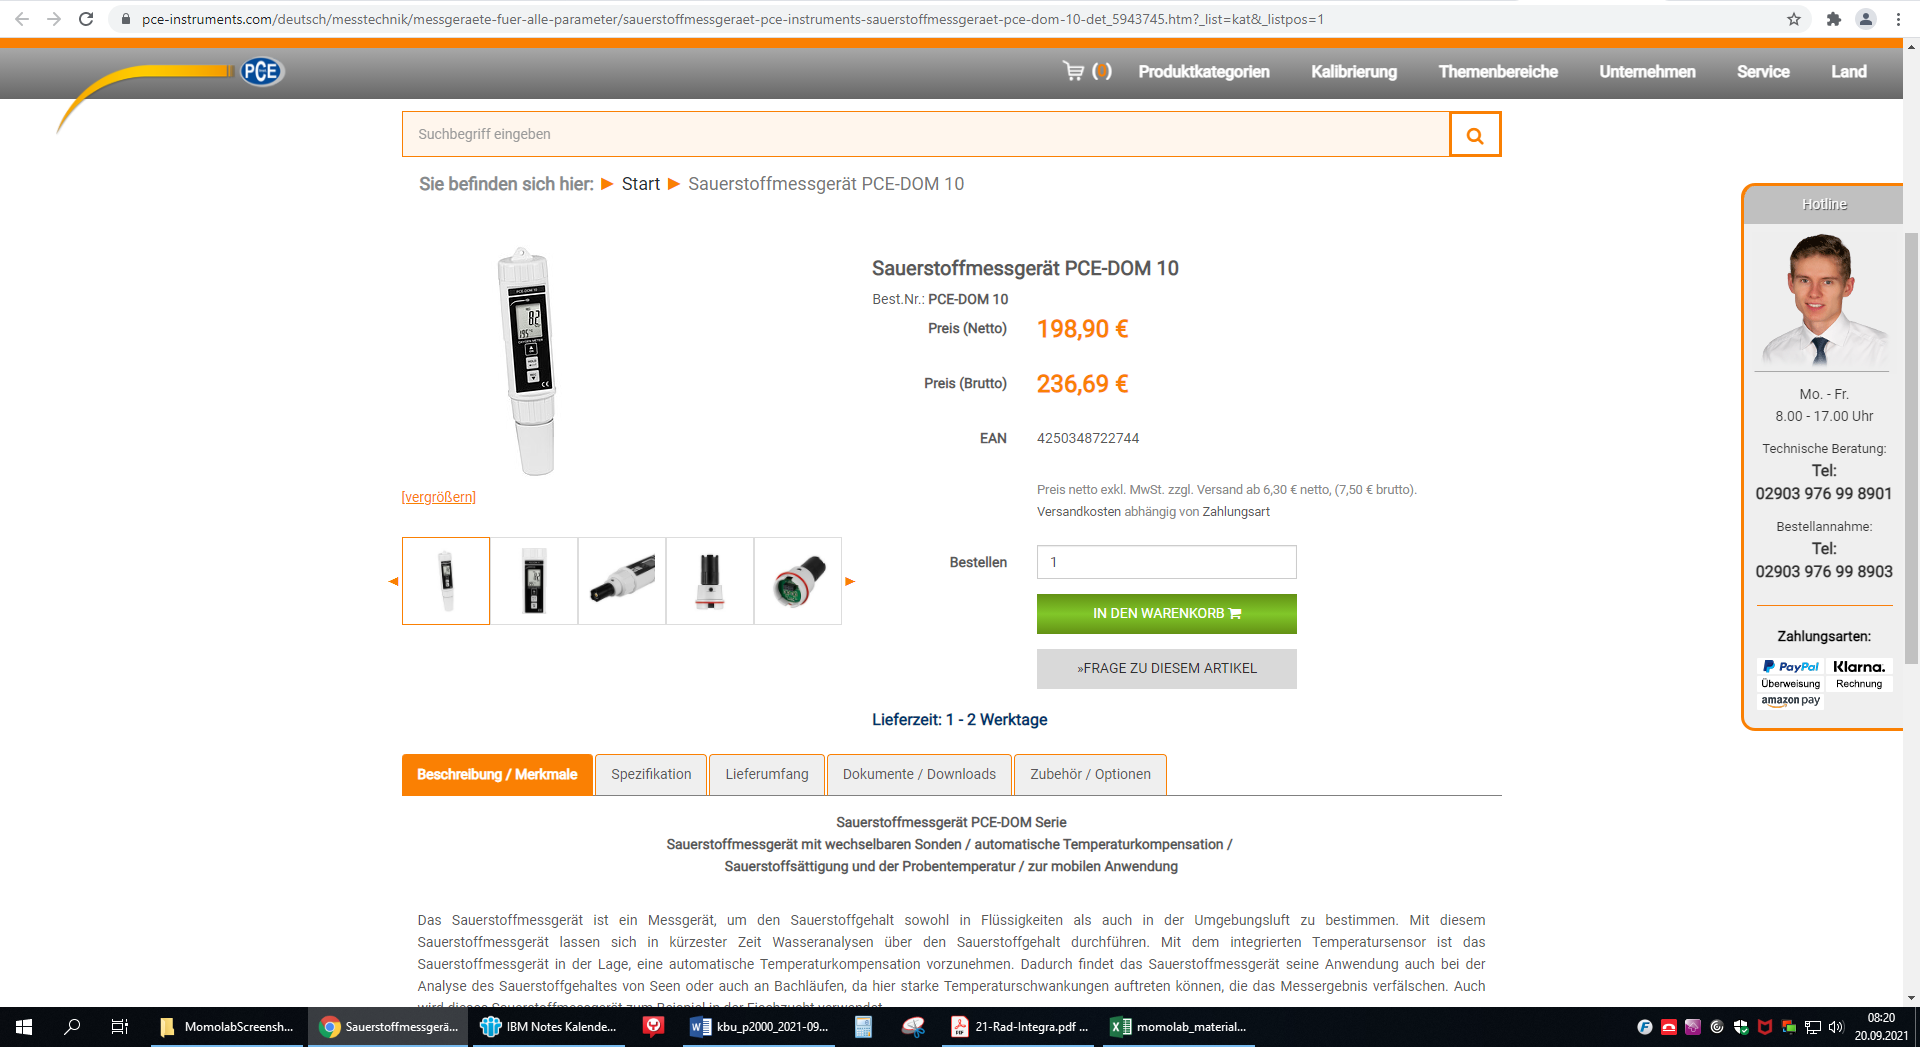 pce-instruments.com/deutsch/messtechnik/messgeraete-fuer-alle-parameter/sauerstoffmessgeraet-pce-instruments-sauerstoffmessgeraet-pce-dom-10-det_5943745.htm?_list=kat&_listpos=1
PCE
(0)
Produktkategorien
Kalibrierung
Themenbereiche
Unternehmen
Service
Land
Suchbegriff eingeben
Sie befinden sich hier: Start Sauerstoffmessgerät PCE-DOM 10
Hotline
Mo. - Fr.
8.00 - 17.00 Uhr
Technische Beratung:
Tel:
02903 976 99 8901
Bestellannahme:
Tel:
02903 976 99 8903
Zahlungsarten:
PayPal Klarna.
Überweisung Rechnung
amazon pay
[vergrößern]
Sauerstoffmessgerät PCE-DOM 10
Best.Nr.: PCE-DOM 10
Preis (Netto) 198,90 €
Preis (Brutto) 236,69 €
EAN 4250348722744
Preis netto exkl. MwSt. zzgl. Versand ab 6,30 € netto, (7,50 € brutto).
Versandkosten abhängig von Zahlungsart
Bestellen 1
IN DEN WARENKORB
»FRAGE ZU DIESEM ARTIKEL
Lieferzeit: 1 - 2 Werktage
Beschreibung / Merkmale
Spezifikation
Lieferumfang
Dokumente / Downloads
Zubehör / Optionen
Sauerstoffmessgerät PCE-DOM Serie
Sauerstoffmessgerät mit wechselbaren Sonden / automatische Temperaturkompensation /
Sauerstoffsättigung und der Probentemperatur / zur mobilen Anwendung
Das Sauerstoffmessgerät ist ein Messgerät, um den Sauerstoffgehalt sowohl in Flüssigkeiten als auch in der Umgebungsluft zu bestimmen. Mit diesem
Sauerstoffmessgerät lassen sich in kürzester Zeit Wasseranalysen über den Sauerstoffgehalt durchführen. Mit dem integrierten Temperatursensor ist das
Sauerstoffmessgerät in der Lage, eine automatische Temperaturkompensation vorzunehmen. Dadurch findet das Sauerstoffmessgerät seine Anwendung auch bei der
Analyse des Sauerstoffgehaltes von Seen oder auch an Bachläufen, da hier starke Temperaturschwankungen auftreten können, die das Messergebnis verfälschen. Auch
wird dieses Sauerstoffmessgerät zum Beispiel in der Fischzucht verwendet.
MomolabScreensh...
Sauerstoffmessgerä...
IBM Notes Kalende...
kbu_p2000_2021-09...
21-Rad-Integra.pdf ...
momolab_material...
08:20
20.09.2021